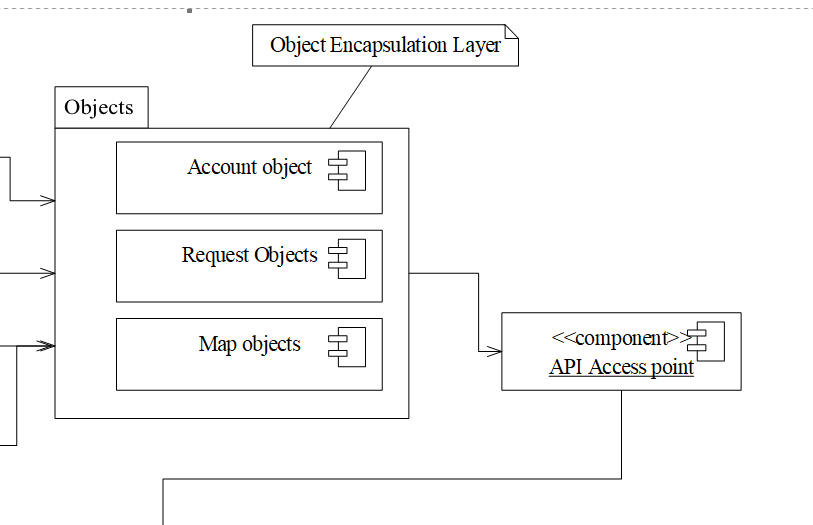 Object Encapsulation Layer
Objects
Account object
Request Objects
Map objects
<<component>>
API Access point